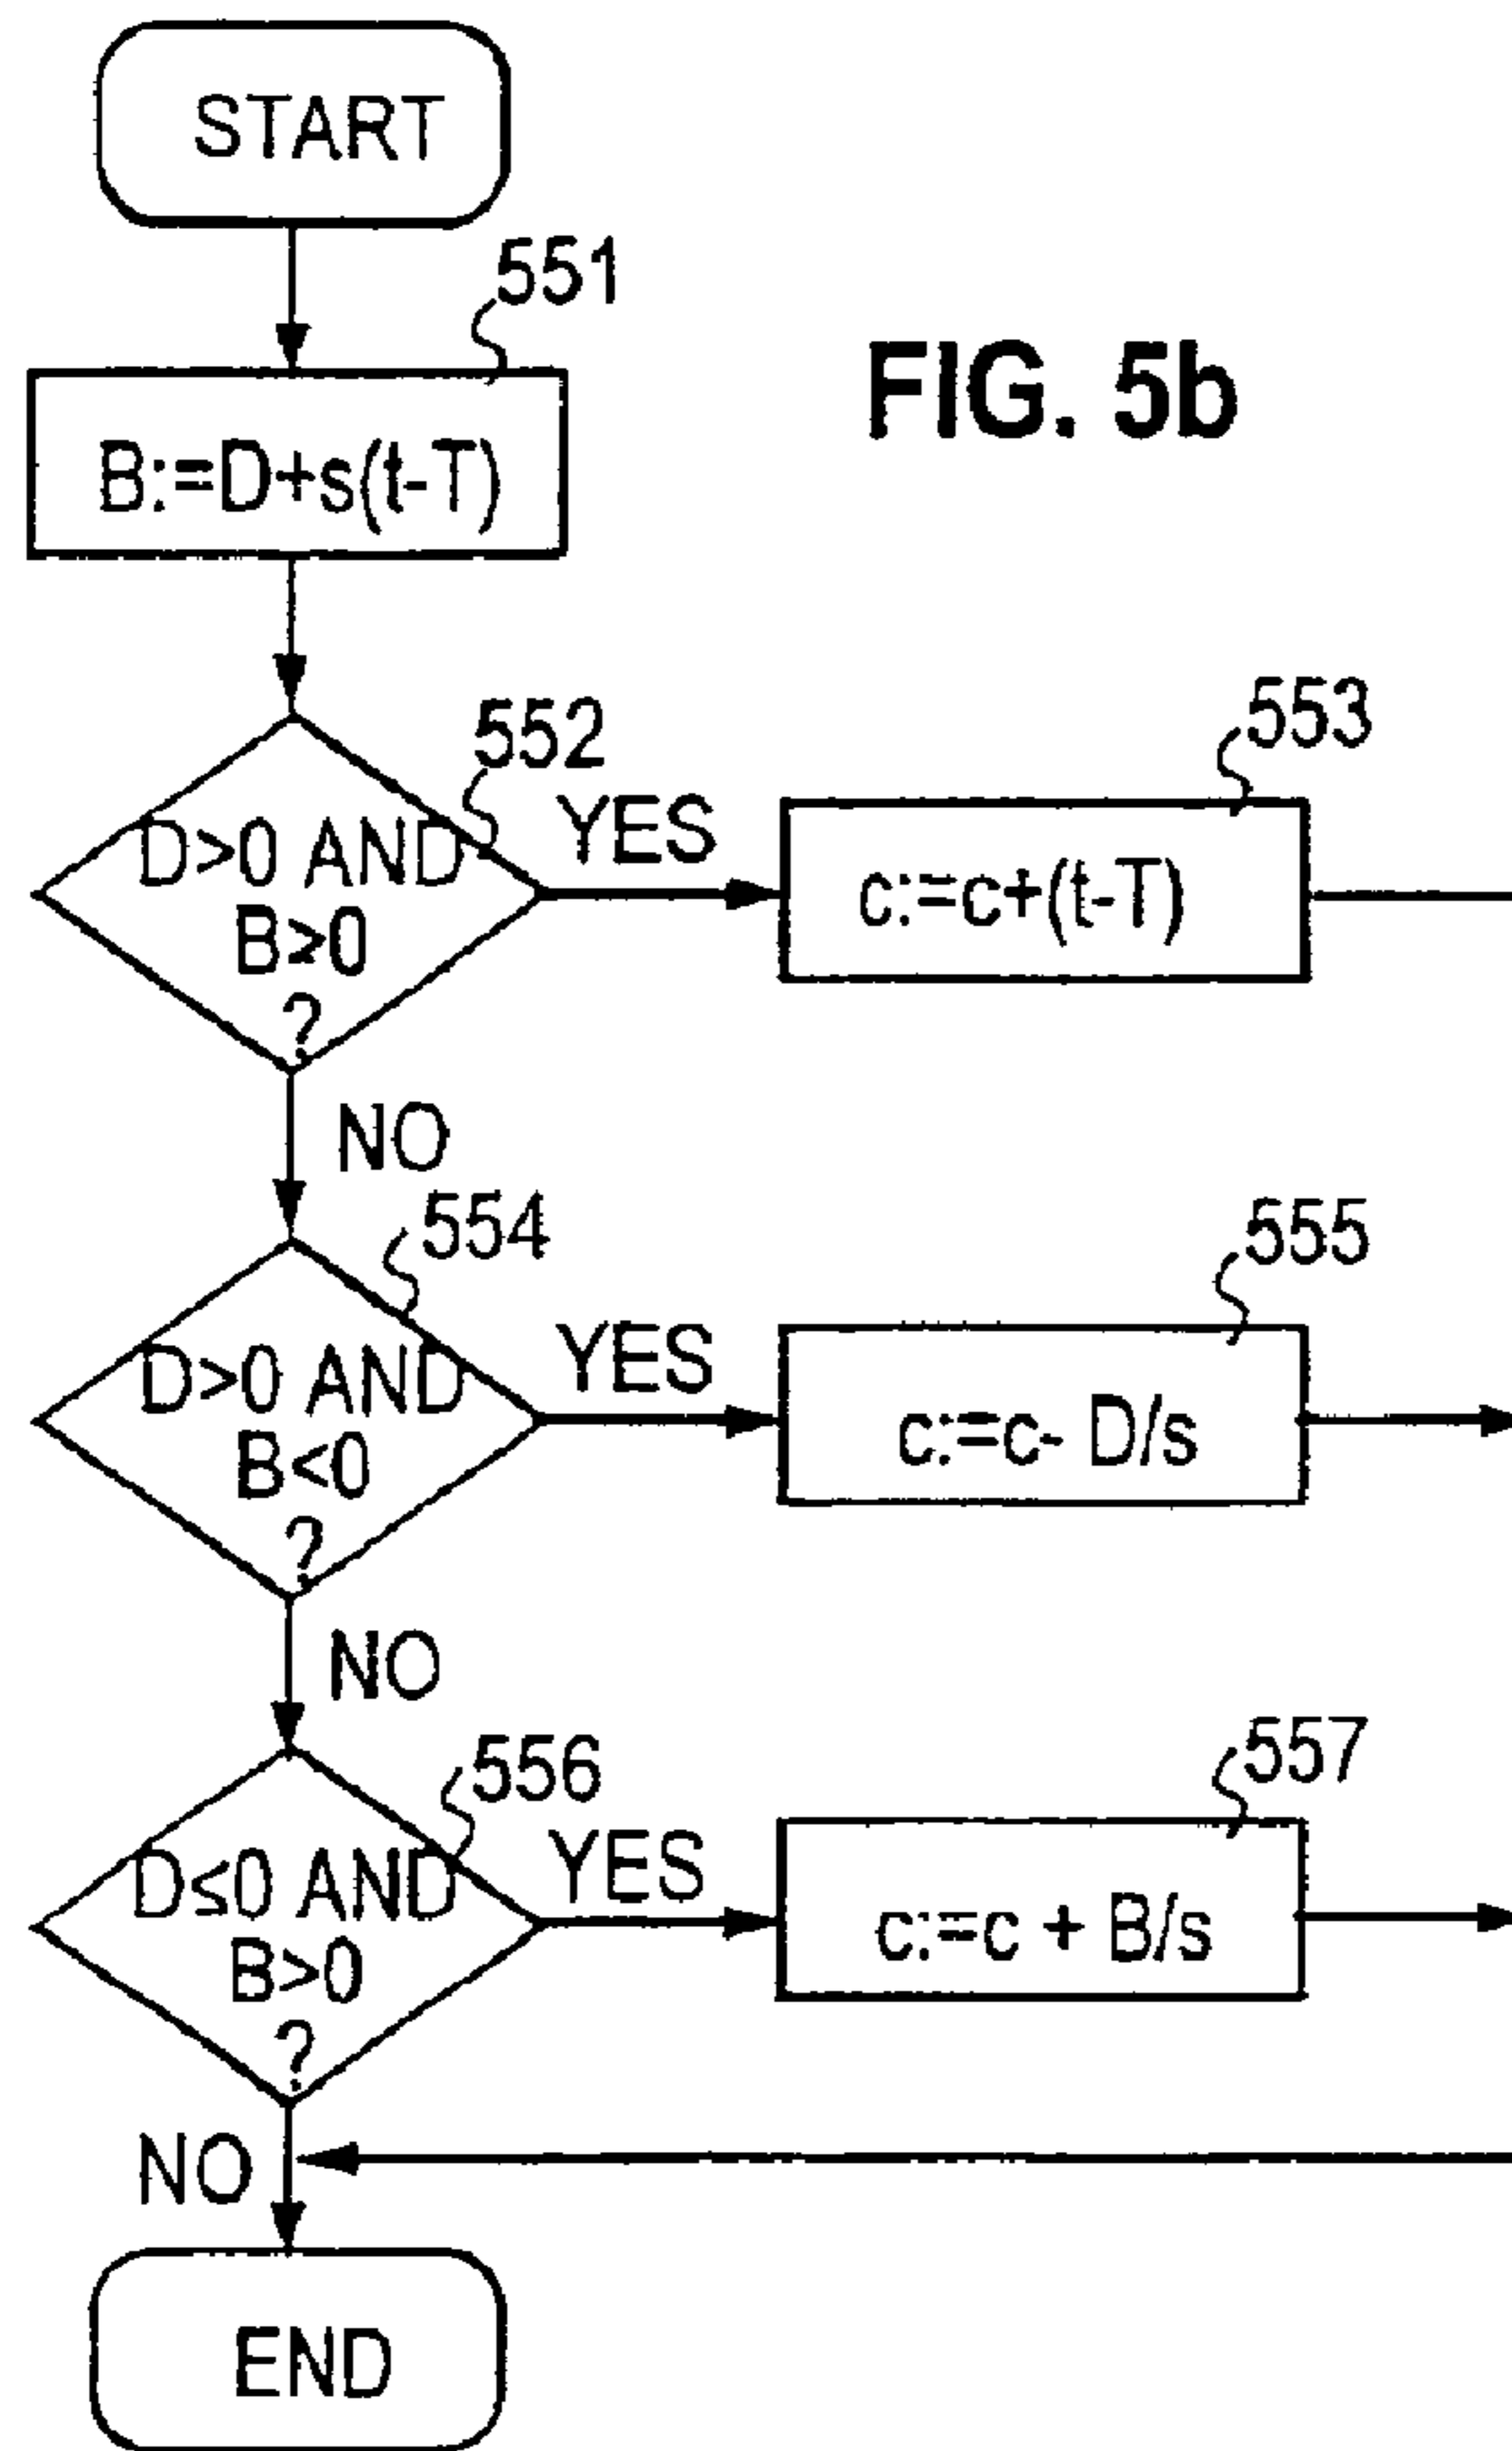 START
551
FIG. 5b
B:=D+s(t-T)
552
553
D>0 AND
B≥0
?
YES
c:=c+(t-T)
NO
554
555
D>0 AND
B<0
?
YES
c:=c- D/s
NO
556
557
D≤0 AND
B>0
?
YES
c:=c + B/s
NO
END